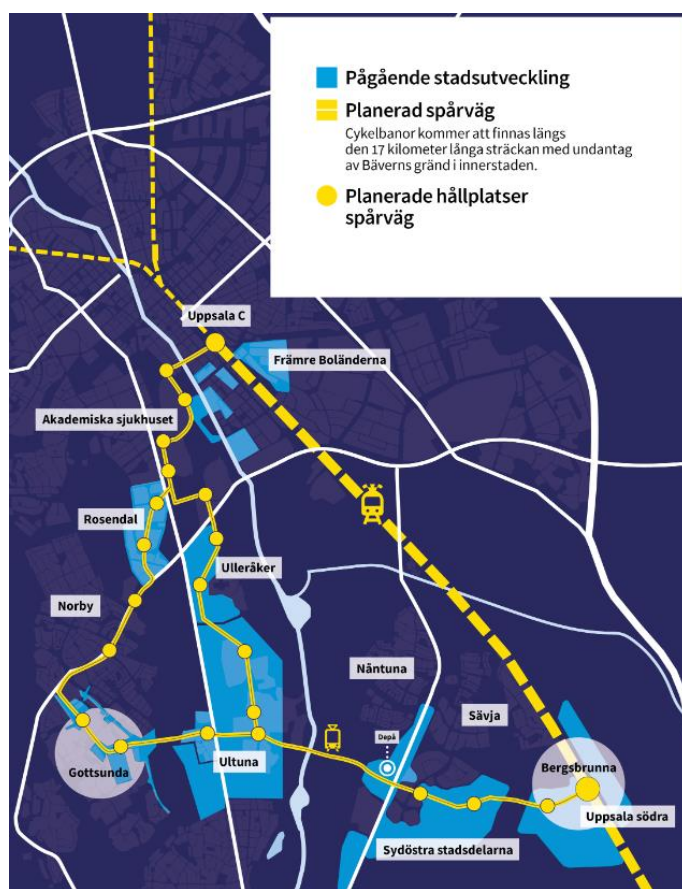 Pågående stadsutveckling
Planerad spårväg
Cykelbanor kommer att finnas längs
den 17 kilometer långa sträckan med undantag
av Bäverns gränd i innerstaden.
Planerade hållplatser
spårväg
Uppsala C
Främre Boländerna
Akademiska sjukhuset
Rosendal
Ulleråker
Norby
Nåntuna
Sävja
Depå
Gottsunda
Ultuna
Bergsbrunna
Uppsala södra
Sydöstra stadsdelarna